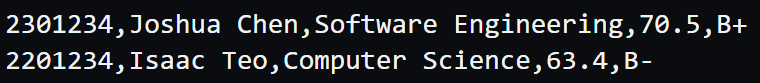 2301234,Joshua Chen,Software Engineering,70.5,B+
2201234,Isaac Teo,Computer Science,63.4,B-